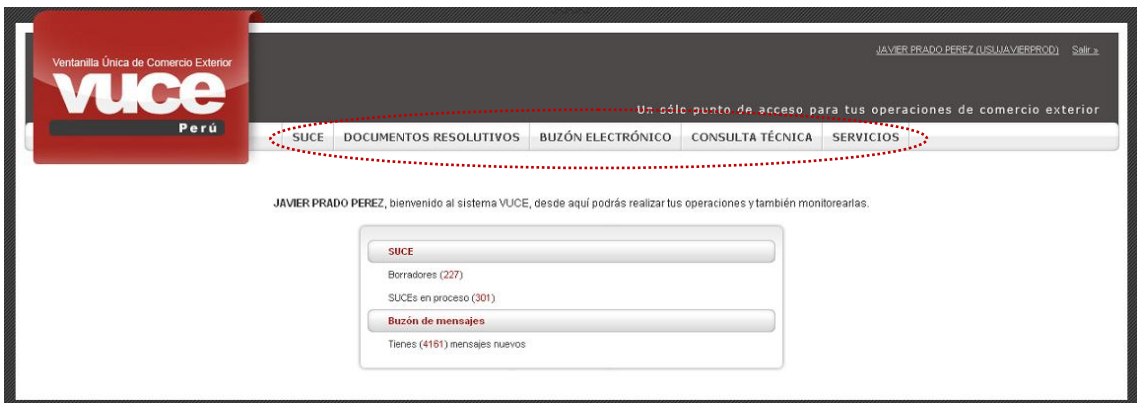 JAVIER PRADO PEREZ (USUJAVIERPROD) Salir »
Ventanilla Única de Comercio Exterior
vuce
Perú
Un sólo punto de acceso para tus operaciones de comercio exterior
SUCE DOCUMENTOS RESOLUTIVOS BUZÓN ELECTRÓNICO CONSULTA TÉCNICA SERVICIOS
JAVIER PRADO PEREZ, bienvenido al sistema VUCE, desde aquí podrás realizar tus operaciones y también monitorearlas.
SUCE
Borradores (227)
SUCEs en proceso (301)
Buzón de mensajes
Tienes (4161) mensajes nuevos